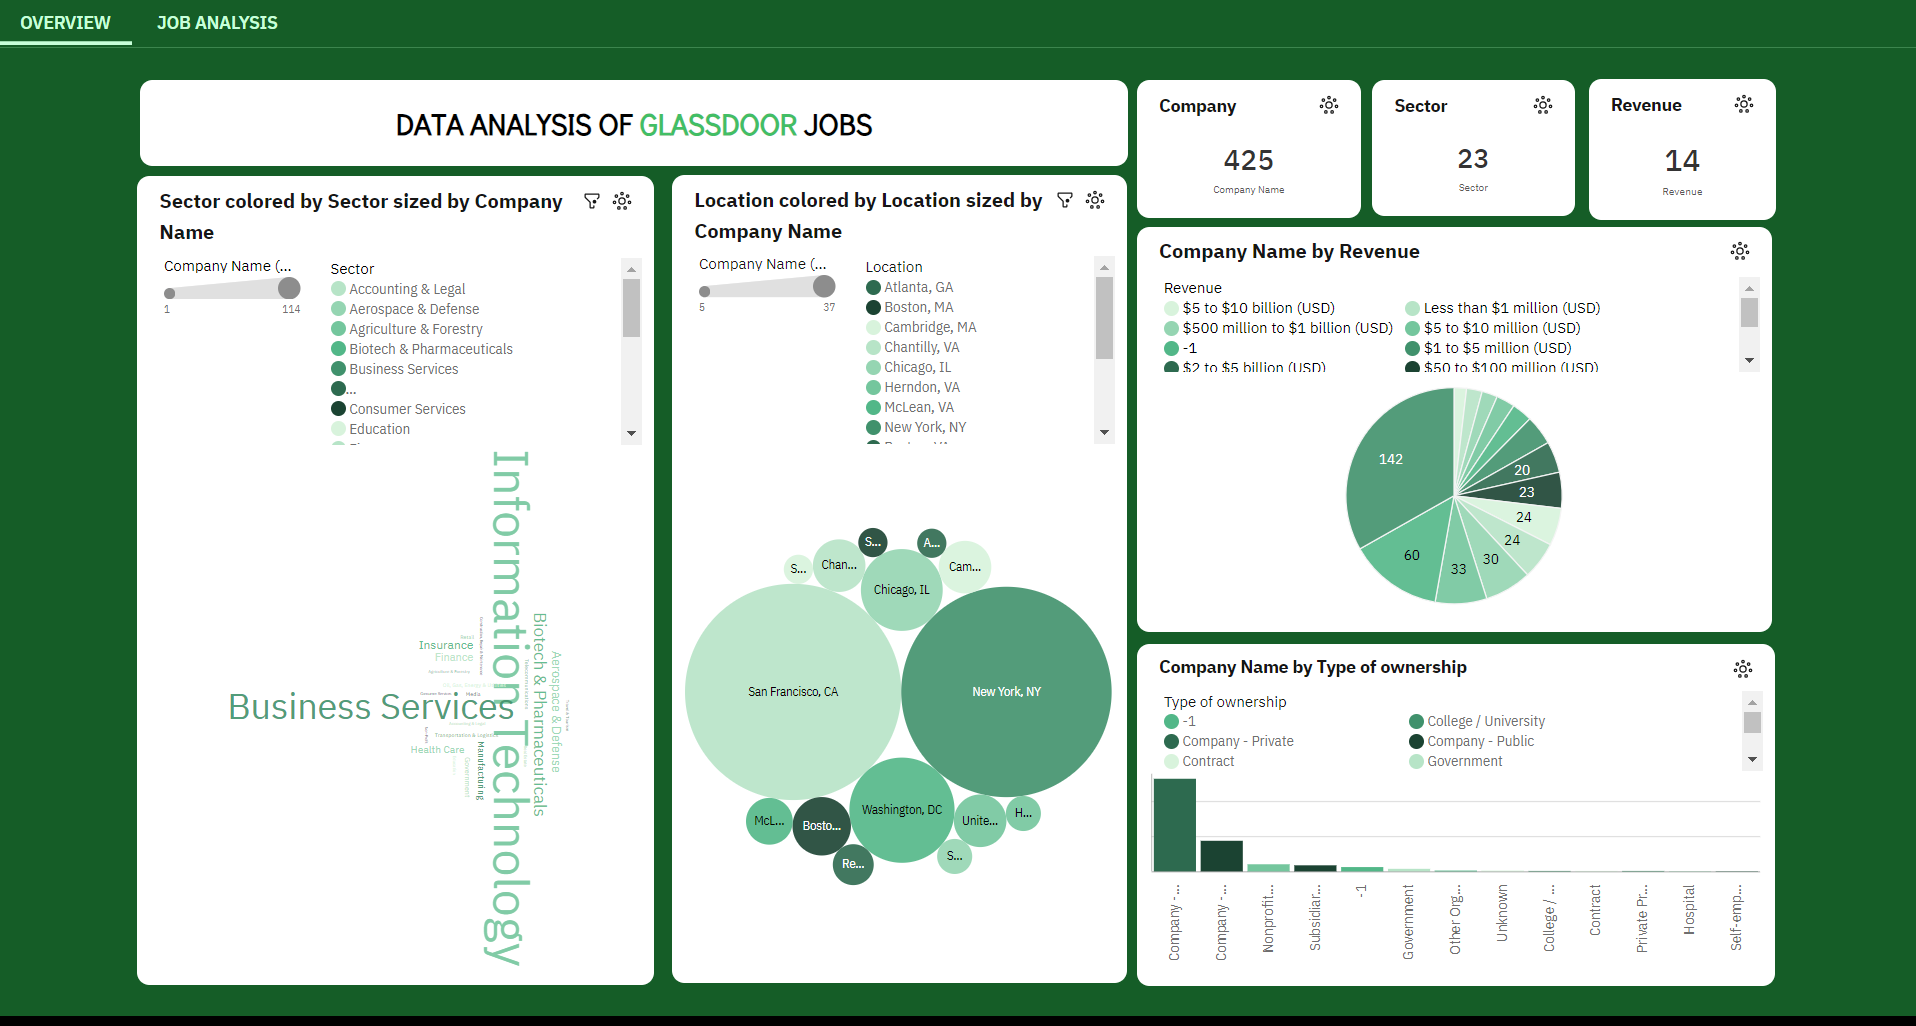 OVERVIEW JOB ANALYSIS
DATA ANALYSIS OF GLASSDOOR JOBS
Company
425
Company Name
Sector
23
Sector
Revenue
14
Revenue
Sector colored by Sector sized by Company
Name
Company Name (...
1 114
Sector
Accounting & Legal
Aerospace & Defense
Agriculture & Forestry
Biotech & Pharmaceuticals
Business Services
...
Consumer Services
Education
Information Technology
Business Services
Biotech & Pharmaceuticals
Aerospace & Defense
Insurance
Finance
Health Care
Manufacturing
Government
Transportation & Logistics
Media
Agriculture & Forestry
Telecommunications
Location colored by Location sized by
Company Name
Company Name (...
5 37
Location
Atlanta, GA
Boston, MA
Cambridge, MA
Chantilly, VA
Chicago, IL
Herndon, VA
McLean, VA
New York, NY
S...
A...
S...
Chan...
Cam...
Chicago, IL
San Francisco, CA
New York, NY
Washington, DC
McL...
Bosto...
Unite...
H...
Re...
S...
Company Name by Revenue
Revenue
$5 to $10 billion (USD) Less than $1 million (USD)
$500 million to $1 billion (USD) $5 to $10 million (USD)
-1 $1 to $5 million (USD)
$2 to $5 billion (USD) $50 to $100 million (USD)
142
20
23
24
24
30
33
60
Company Name by Type of ownership
Type of ownership
-1 College / University
Company - Private Company - Public
Contract Government
Company - ...
Company - ...
Nonprofit...
Subsidiar...
-1
Government
Other Org...
Unknown
College / ...
Contract
Private Pr...
Hospital
Self-emp...